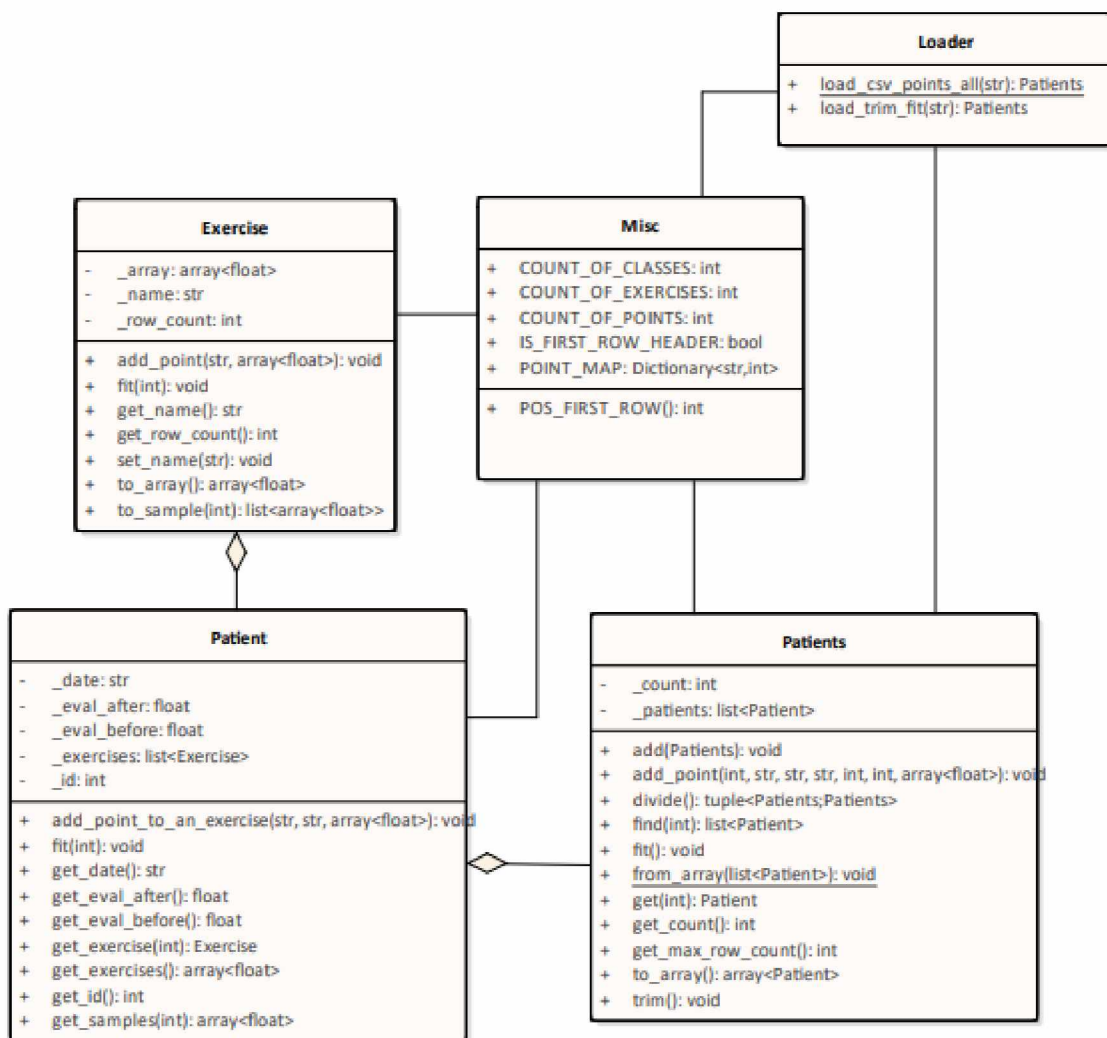 Loader
+ load_csv_points_all(str): Patients
+ load_trim_fit(str): Patients
Exercise
- _array: array<float>
- _name: str
- _row_count: int
+ add_point(str, array<float>): void
+ fit(int): void
+ get_name(): str
+ get_row_count(): int
+ set_name(str): void
+ to_array(): array<float>
+ to_sample(int): list<array<float>>
Misc
+ COUNT_OF_CLASSES: int
+ COUNT_OF_EXERCISES: int
+ COUNT_OF_POINTS: int
+ IS_FIRST_ROW_HEADER: bool
+ POINT_MAP: Dictionary<str,int>
+ POS_FIRST_ROW(): int
Patient
- _date: str
- _eval_after: float
- _eval_before: float
- _exercises: list<Exercise>
- _id: int
+ add_point_to_an_exercise(str, str, array<float>): void
+ fit(int): void
+ get_date(): str
+ get_eval_after(): float
+ get_eval_before(): float
+ get_exercise(int): Exercise
+ get_exercises(): array<float>
+ get_id(): int
+ get_samples(int): array<float>
Patients
- _count: int
- _patients: list<Patient>
+ add(Patients): void
+ add_point(int, str, str, str, int, int, array<float>): void
+ divide(): tuple<Patients;Patients>
+ find(int): list<Patient>
+ fit(): void
+ from_array(list<Patient>): void
+ get(int): Patient
+ get_count(): int
+ get_max_row_count(): int
+ to_array(): array<Patient>
+ trim(): void